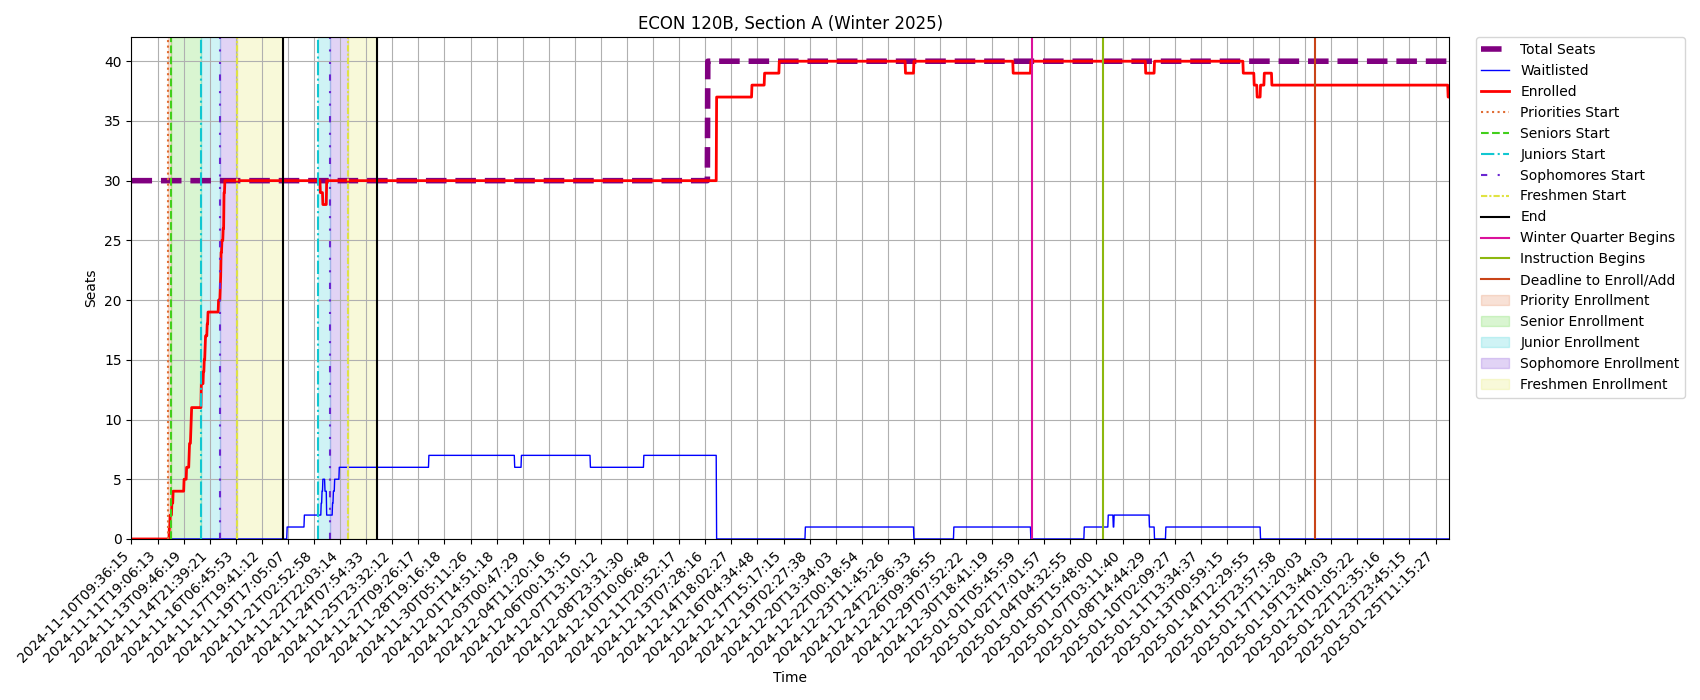 ECON 120B, Section A (Winter 2025)
Seats
40
35
30
25
20
15
10
5
0
2024-11-10T09:36:15
2024-11-11T19:06:13
2024-11-13T09:46:19
2024-11-14T21:39:21
2024-11-16T06:45:53
2024-11-17T19:41:12
2024-11-19T17:05:07
2024-11-21T02:52:58
2024-11-22T22:03:14
2024-11-24T07:54:33
2024-11-25T23:32:12
2024-11-27T09:26:17
2024-11-28T19:16:18
2024-11-30T05:11:26
2024-12-01T14:51:18
2024-12-03T00:47:29
2024-12-04T11:20:16
2024-12-06T00:13:15
2024-12-07T13:10:12
2024-12-08T23:31:30
2024-12-10T10:06:48
2024-12-11T20:52:17
2024-12-13T07:28:16
2024-12-14T18:02:27
2024-12-16T04:34:48
2024-12-17T15:17:15
2024-12-19T02:27:38
2024-12-20T13:34:03
2024-12-22T00:18:54
2024-12-23T11:45:26
2024-12-24T22:36:33
2024-12-26T09:36:55
2024-12-29T07:52:22
2024-12-30T18:41:19
2025-01-01T05:45:59
2025-01-02T17:01:57
2025-01-04T04:32:55
2025-01-05T15:48:00
2025-01-07T03:11:40
2025-01-08T14:44:29
2025-01-10T02:09:27
2025-01-11T13:34:37
2025-01-13T00:59:15
2025-01-14T12:29:55
2025-01-15T23:57:58
2025-01-17T11:20:03
2025-01-19T13:44:03
2025-01-21T01:05:22
2025-01-22T12:35:16
2025-01-23T23:45:15
2025-01-25T11:15:27
Time
Total Seats
Waitlisted
Enrolled
Priorities Start
Seniors Start
Juniors Start
Sophomores Start
Freshmen Start
End
Winter Quarter Begins
Instruction Begins
Deadline to Enroll/Add
Priority Enrollment
Senior Enrollment
Junior Enrollment
Sophomore Enrollment
Freshmen Enrollment